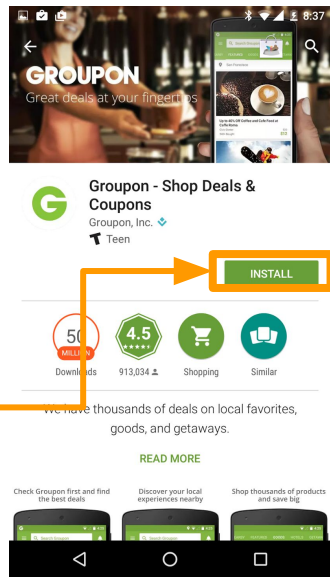 8:37
GROUPON
Great deals at your fingertips
Groupon - Shop Deals &
Coupons
Groupon, Inc.
Teen
INSTALL
50
MILLION
4.5
Downloads
913,034
Shopping
Similar
We have thousands of deals on local favorites,
goods, and getaways.
READ MORE
Check Groupon first and find
the best deals
Discover your local
experiences nearby
Shop thousands of products
and save big